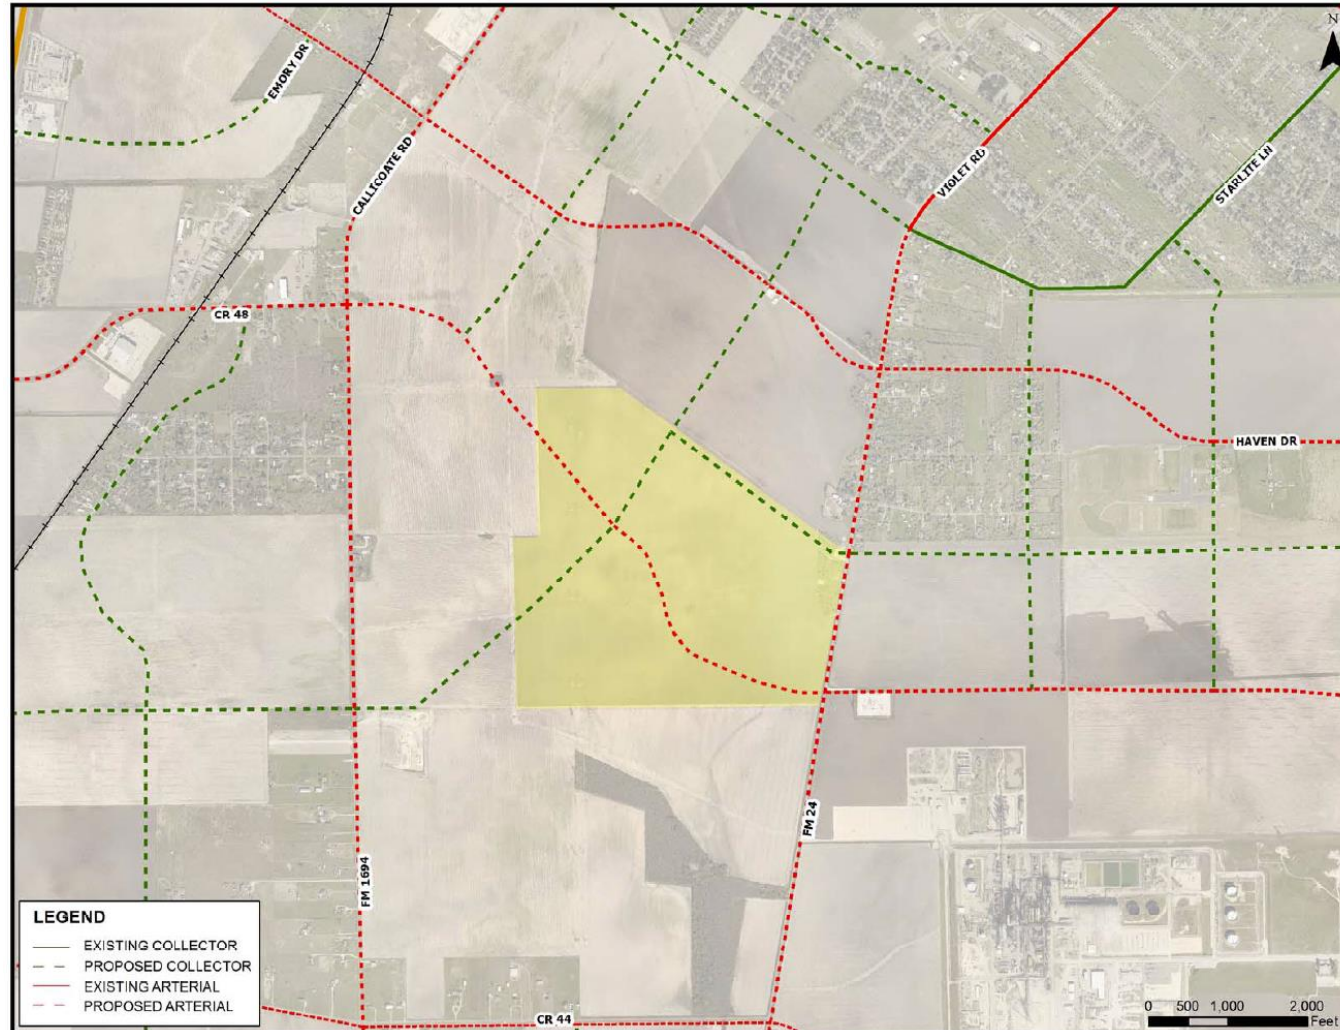 N
EMORY DR
CALLICOATE RD
VIOLET RD
STARLITE LN
CR 48
HAVEN DR
FM 24
FM 1694
CR 44
LEGEND
EXISTING COLLECTOR
PROPOSED COLLECTOR
EXISTING ARTERIAL
PROPOSED ARTERIAL
0 500 1,000 2,000
Feet